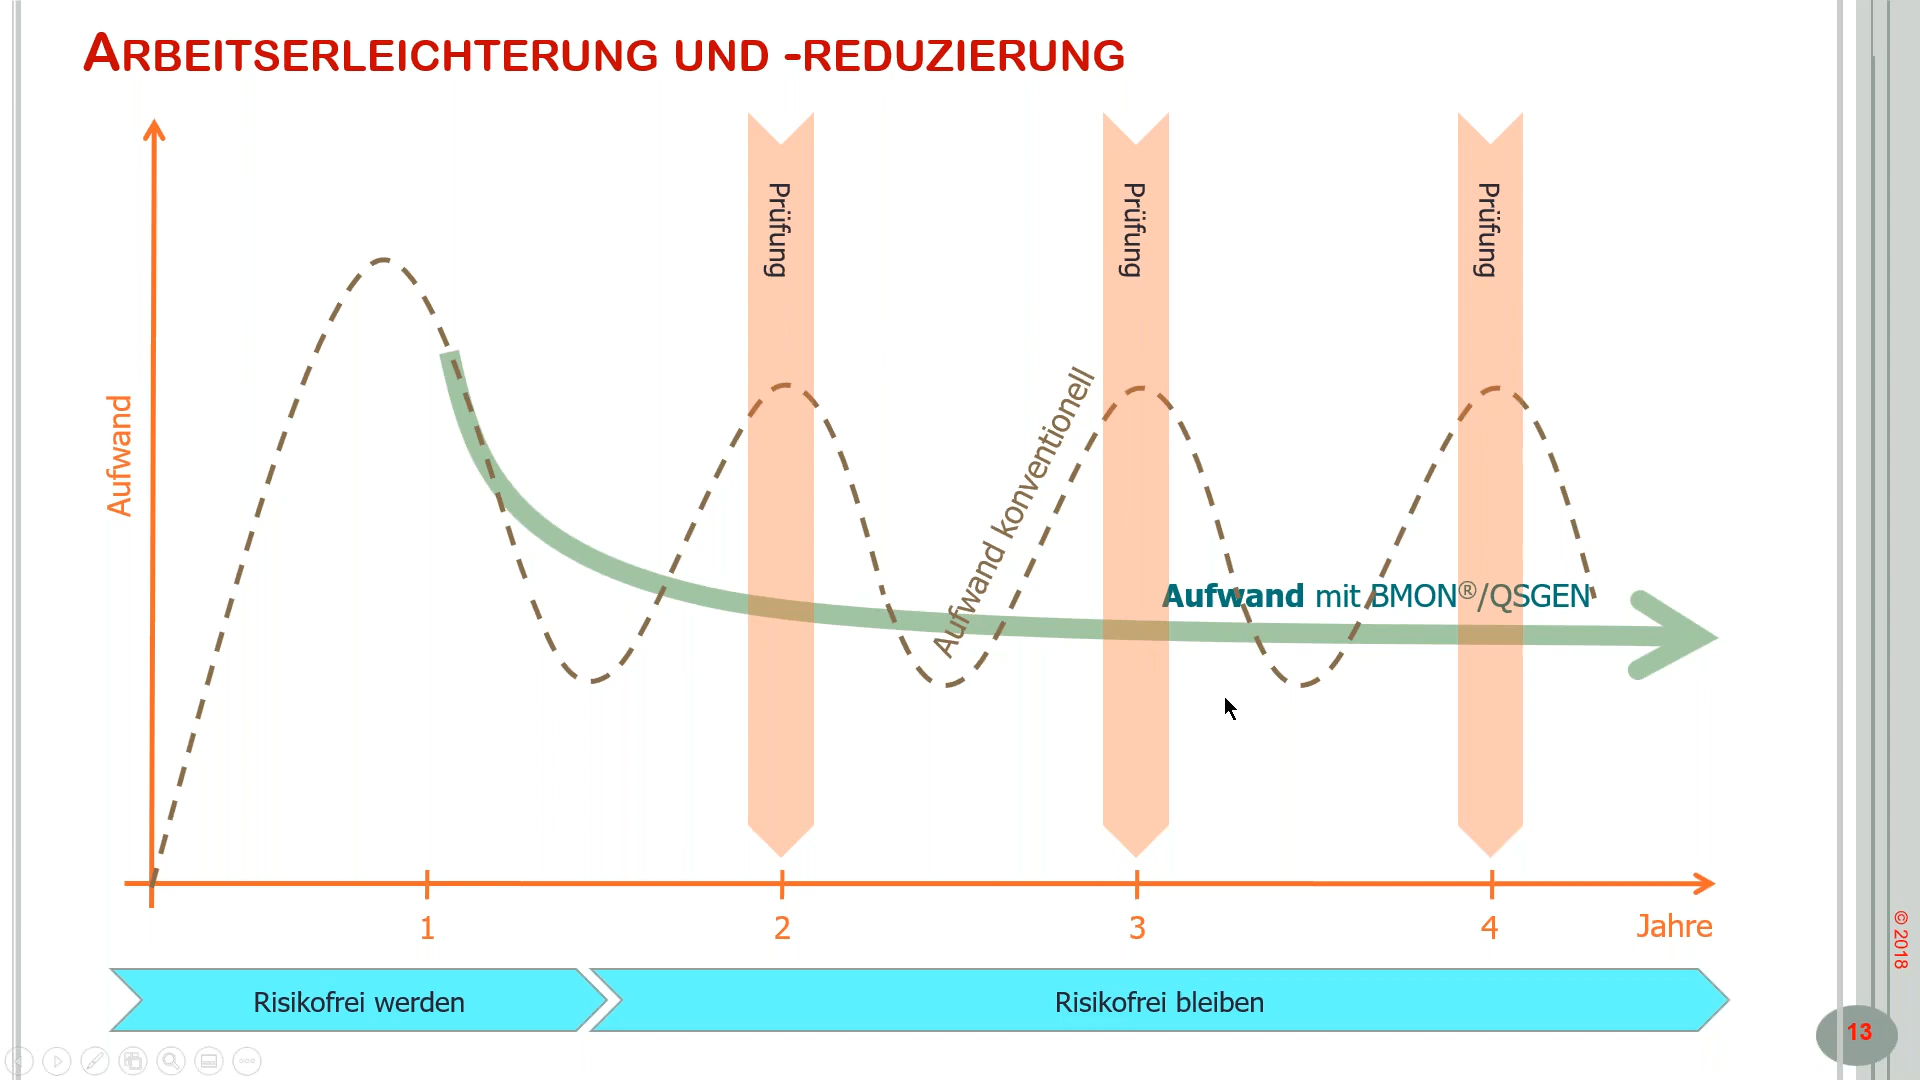 ARBEITSERLEICHTERUNG UND -REDUZIERUNG
Prüfung
Prüfung
Prüfung
Aufwand
Aufwand konventionell
Aufwand mit BMON®/QSGEN
1
2
3
4
Jahre
Risikofrei werden
Risikofrei bleiben
© 2018
13